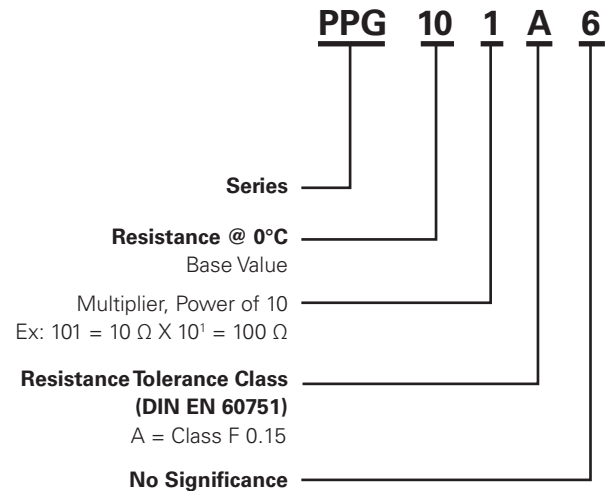 PPG 10 1 A 6
Series
Resistance @ 0°C
Base Value
Multiplier, Power of 10
Ex: 101 = 10 Ω X 10¹ = 100 Ω
Resistance Tolerance Class
(DIN EN 60751)
A = Class F 0.15
No Significance